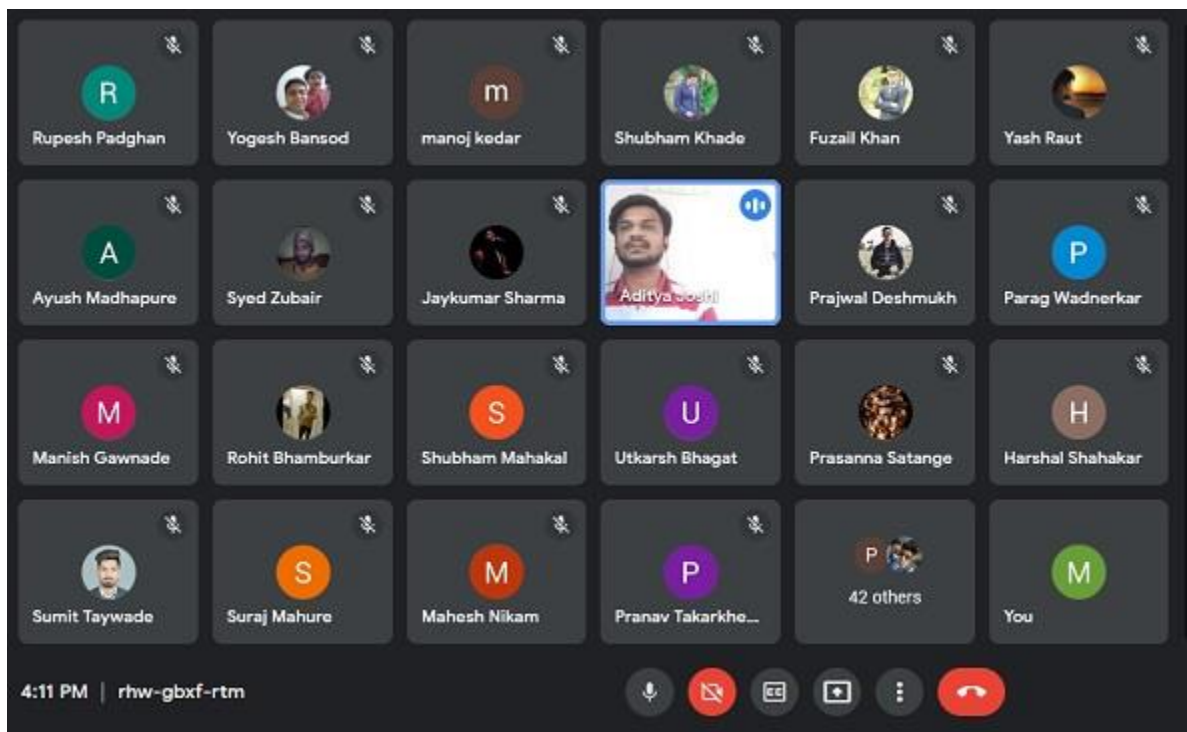 R
Rupesh Padghan
Yogesh Bansod
m
manoj kedar
Shubham Khade
Fuzail Khan
Yash Raut
A
Ayush Madhapure
Syed Zubair
Jaykumar Sharma
Aditya Joshi
Prajwal Deshmukh
P
Parag Wadnerkar
M
Manish Gawnade
Rohit Bhamburkar
S
Shubham Mahakal
U
Utkarsh Bhagat
Prasanna Satange
H
Harshal Shahakar
Sumit Taywade
S
Suraj Mahure
M
Mahesh Nikam
P
Pranav Takarkhe...
P
42 others
M
You
4:11 PM | rhw-gbxf-rtm
CC